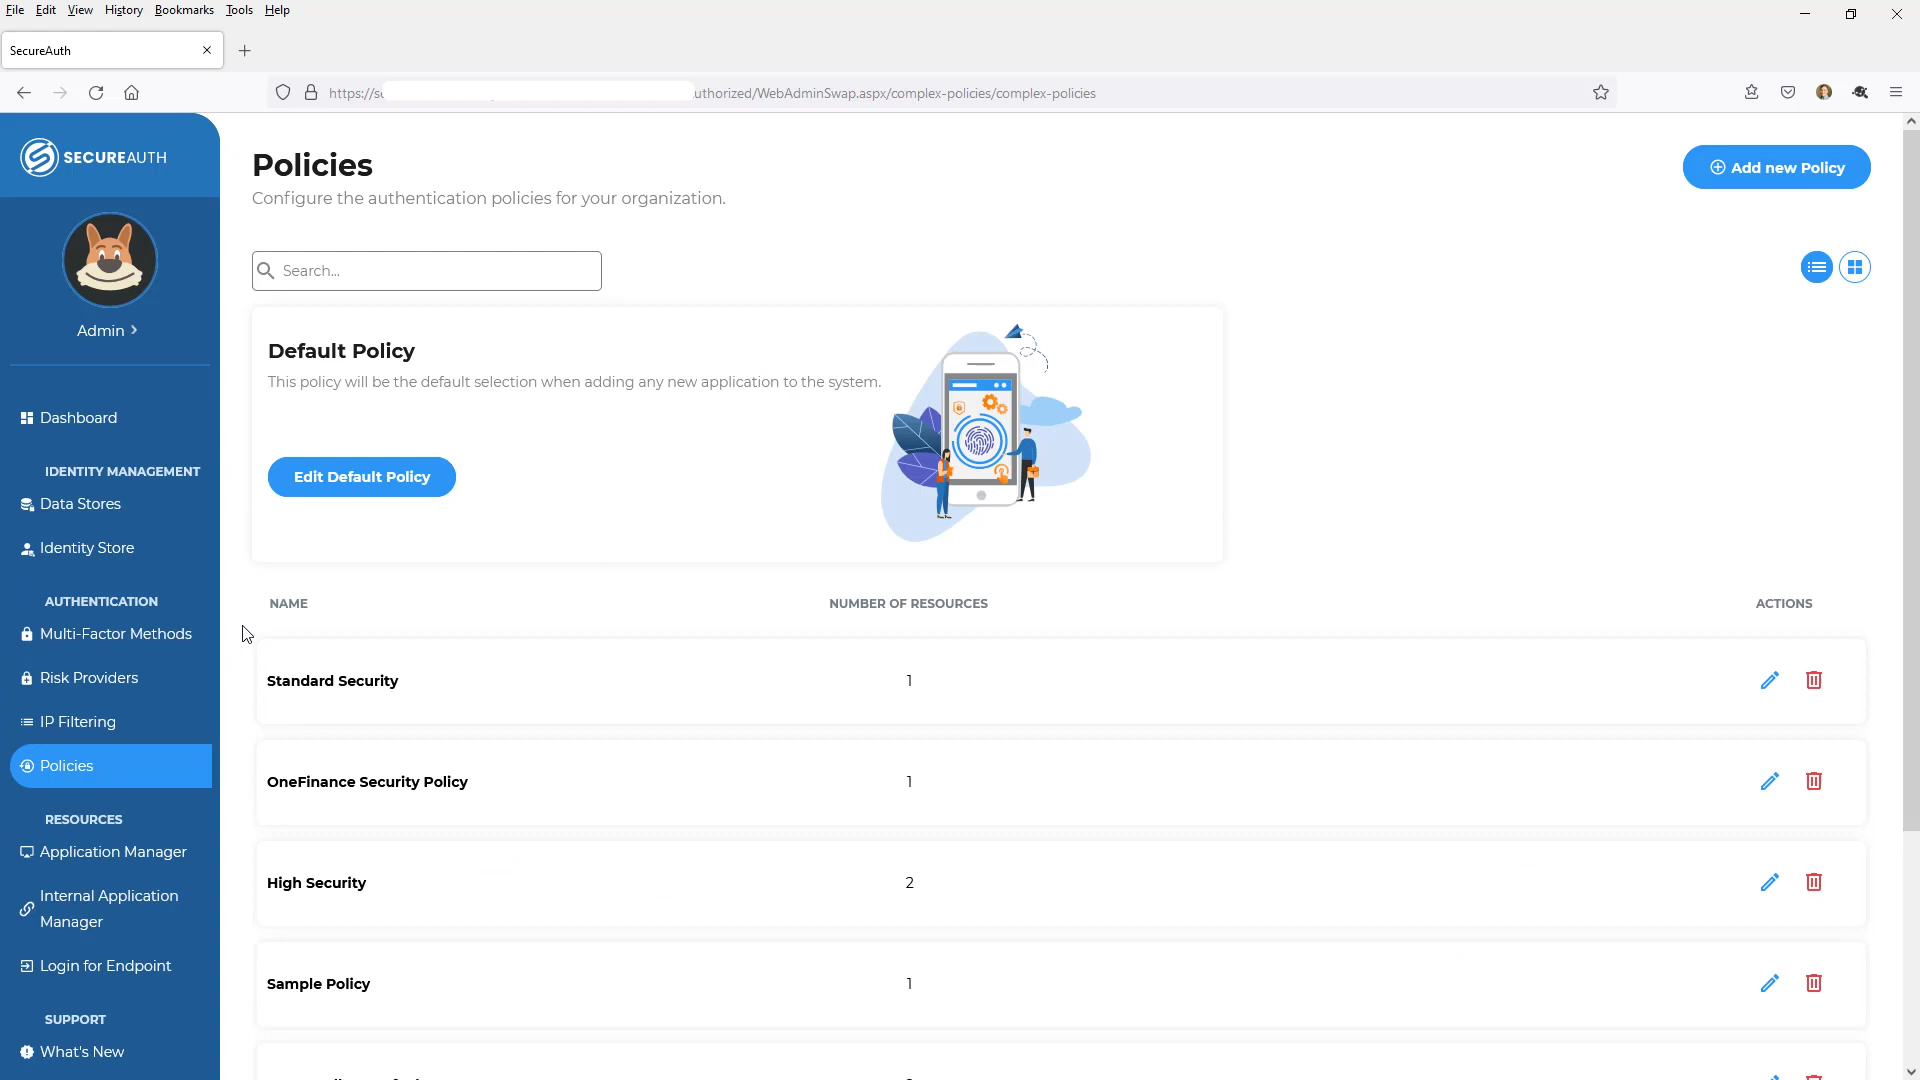 File Edit View History Bookmarks Tools Help
SecureAuth
https://se uthorized/WebAdminSwap.aspx/complex-policies/complex-policies
SECUREAUTH
Admin
Dashboard
IDENTITY MANAGEMENT
Data Stores
Identity Store
AUTHENTICATION
Multi-Factor Methods
Risk Providers
IP Filtering
Policies
RESOURCES
Application Manager
Internal Application
Manager
Login for Endpoint
SUPPORT
What's New
Policies
Configure the authentication policies for your organization.
Add new Policy
Search...
Default Policy
This policy will be the default selection when adding any new application to the system.
Edit Default Policy
NAME NUMBER OF RESOURCES ACTIONS
Standard Security 1
OneFinance Security Policy 1
High Security 2
Sample Policy 1